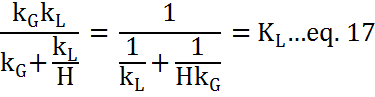 k_G k_L / (k_G + k_L / H) = 1 / (1 / k_L + 1 / (H k_G)) = K_L ...eq. 17